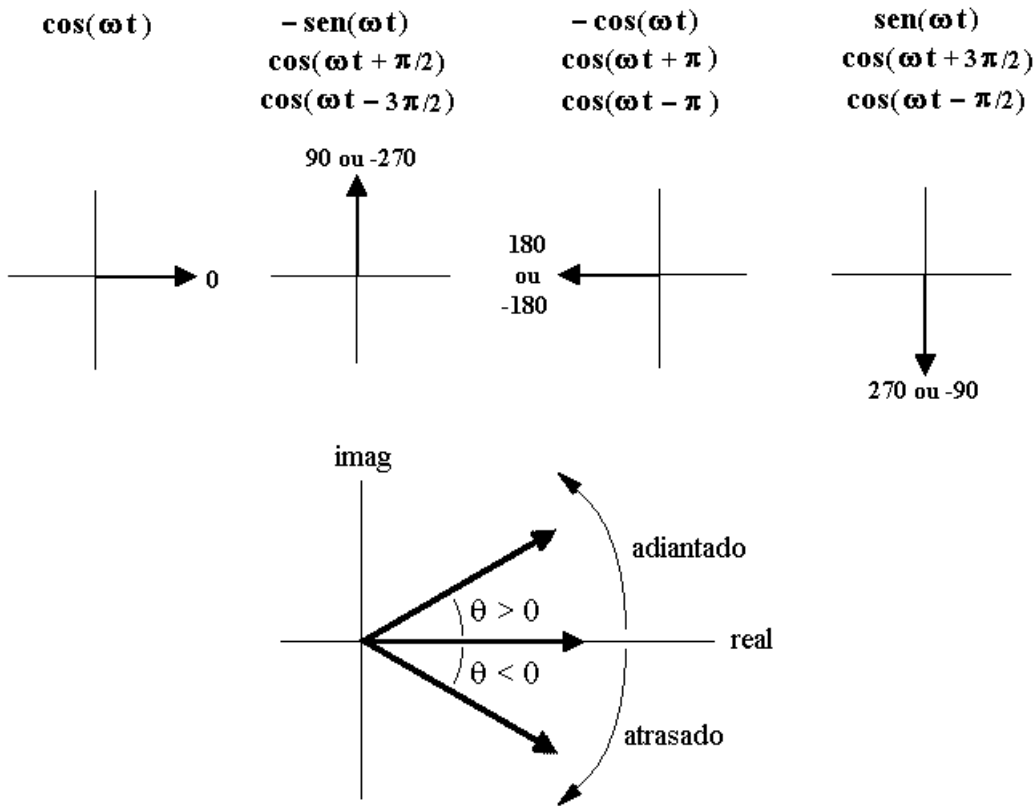 cos(ωt)
− sen(ωt)
cos(ωt + π/2)
cos(ωt − 3π/2)
− cos(ωt)
cos(ωt + π)
cos(ωt − π)
sen(ωt)
cos(ωt + 3π/2)
cos(ωt − π/2)
0
90 ou -270
180
ou
-180
270 ou -90
imag
adiantado
θ > 0
real
θ < 0
atrasado